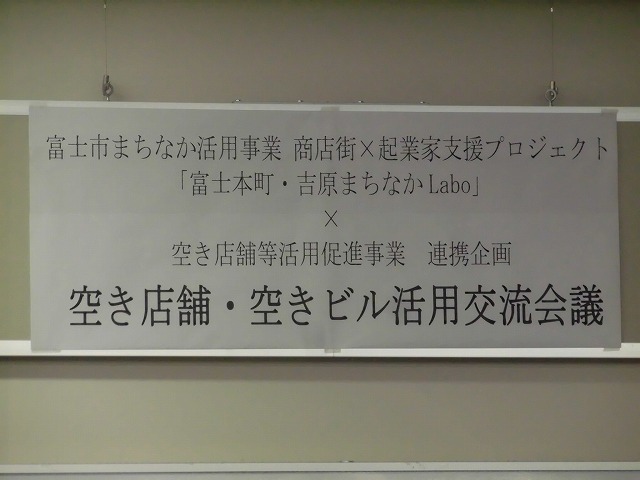 富士市まちなか活用事業 商店街×起業家支援プロジェクト
「富士本町・吉原まちなかLabo」
×
空き店舗等活用促進事業　連携企画
空き店舗・空きビル活用交流会議